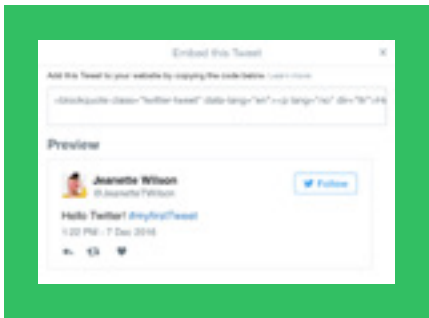 Embed this Tweet
Add this Tweet to your website by copying the code below. Learn more
<blockquote class="twitter-tweet" data-lang="en"><p lang="no" dir="ltr">
Preview
Jeanette Wilson
Follow
Hello Twitter! #myfirstTweet
1:22 PM - 7 Dec 2016